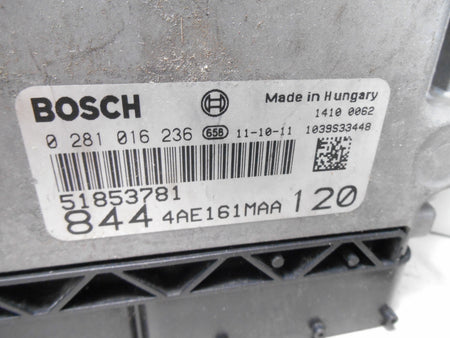 BOSCH Made in Hungary
1410 0062
0 281 016 236 658 11-10-11 1039S33448
51853781
844 4AE161MAA 120